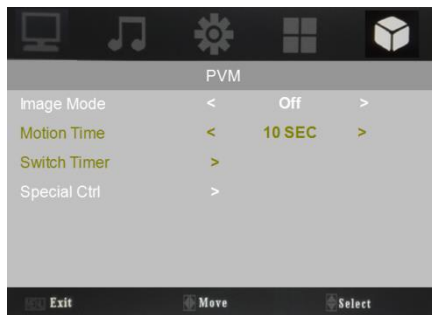 PVM
Image Mode < Off >
Motion Time < 10 SEC >
Switch Timer >
Special Ctrl >
Exit Move Select